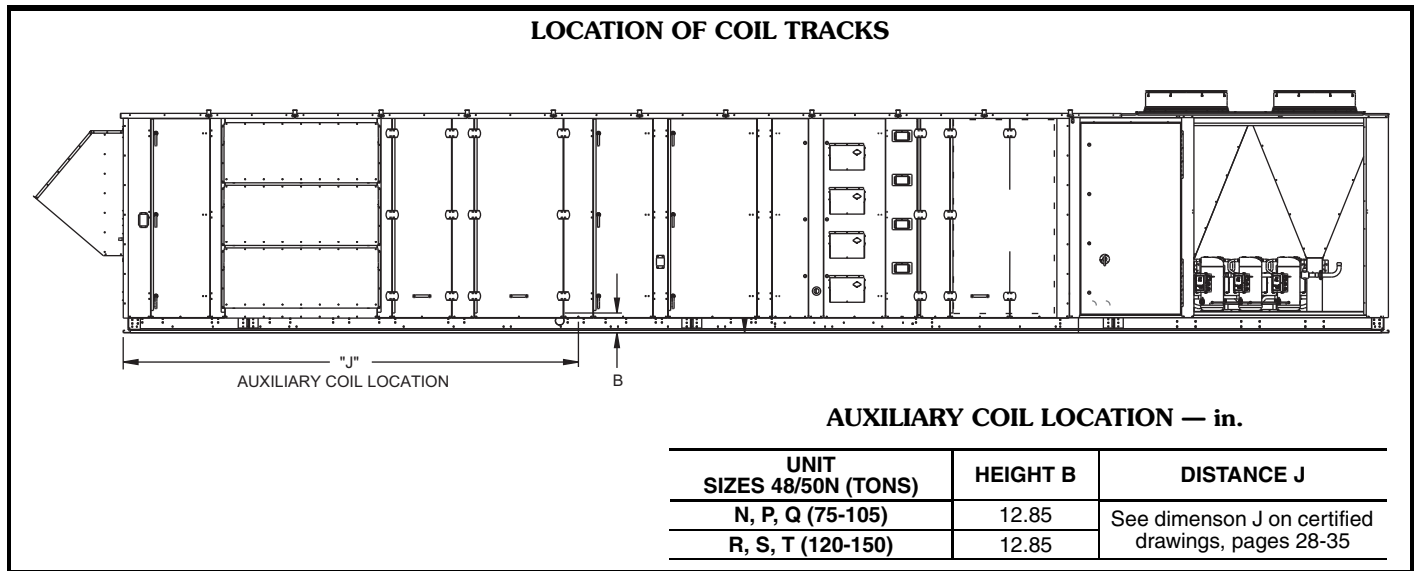 LOCATION OF COIL TRACKS
"J"
AUXILIARY COIL LOCATION
B
AUXILIARY COIL LOCATION — in.
UNIT
SIZES 48/50N (TONS)
HEIGHT B
DISTANCE J
N, P, Q (75-105)
12.85
See dimenson J on certified
drawings, pages 28-35
R, S, T (120-150)
12.85